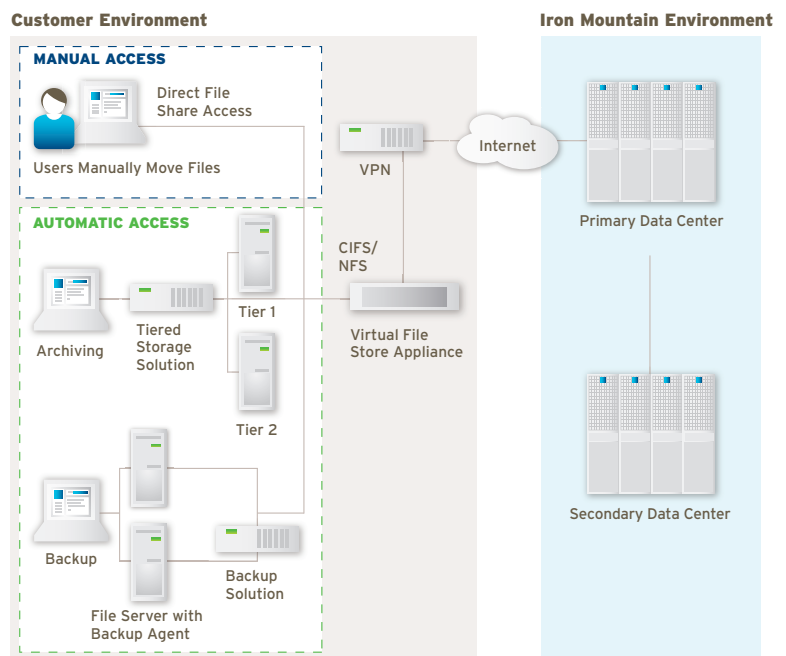 Customer Environment
Iron Mountain Environment
MANUAL ACCESS
Direct File
Share Access
Users Manually Move Files
VPN
Internet
Primary Data Center
AUTOMATIC ACCESS
CIFS/
NFS
Archiving
Tiered
Storage
Solution
Tier 1
Tier 2
Virtual File
Store Appliance
Backup
File Server with
Backup Agent
Backup
Solution
Secondary Data Center